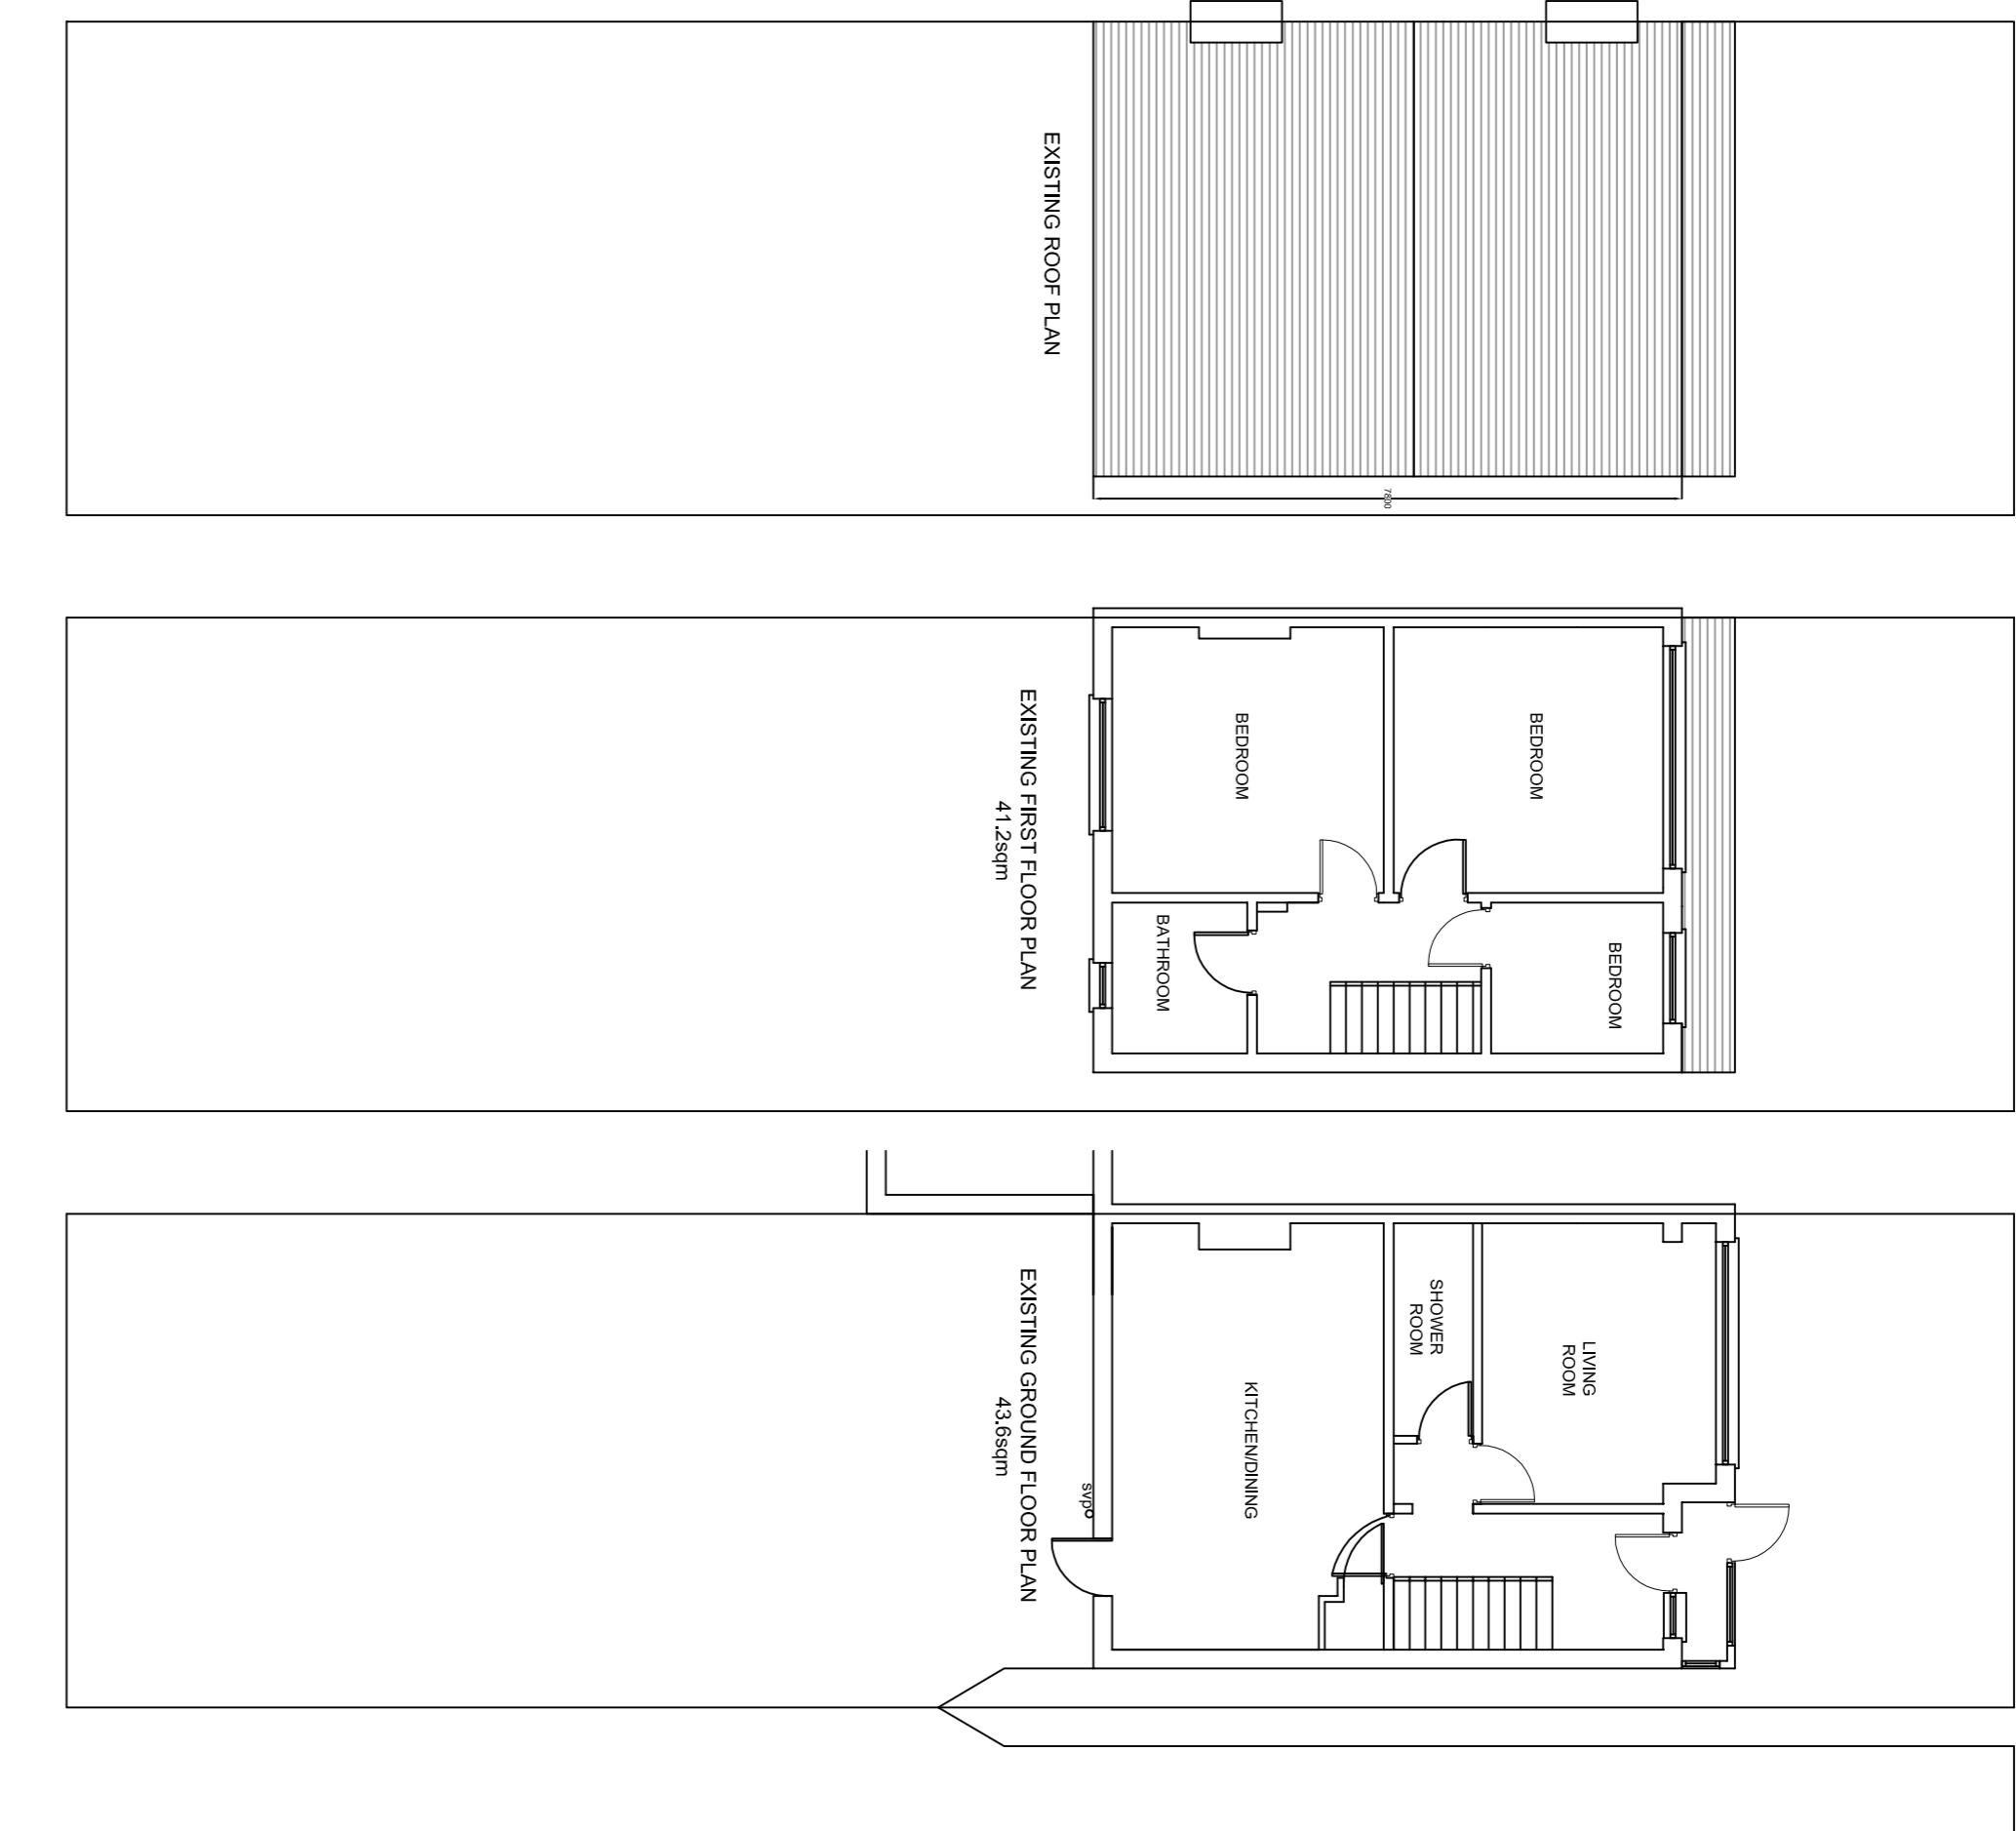 EXISTING ROOF PLAN
7800
BEDROOM
BEDROOM
BEDROOM
BATHROOM
EXISTING FIRST FLOOR PLAN
41.2sqm
LIVING
ROOM
SHOWER
ROOM
KITCHEN/DINING
svp
EXISTING GROUND FLOOR PLAN
43.6sqm